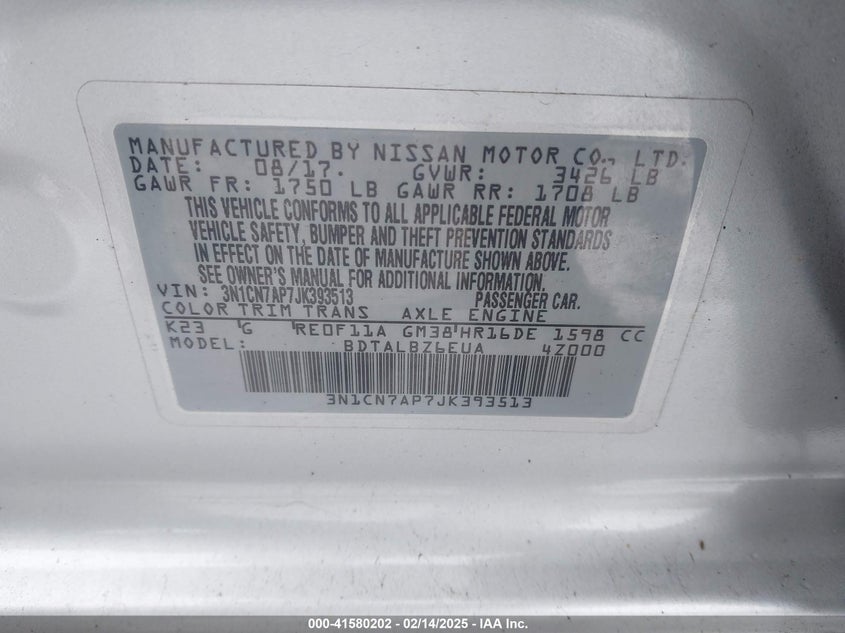 MANUFACTURED BY NISSAN MOTOR CO., LTD.
DATE: 08/17. GVWR: 3426 LB
GAWR FR: 1750 LB GAWR RR: 1708 LB
THIS VEHICLE CONFORMS TO ALL APPLICABLE FEDERAL MOTOR
VEHICLE SAFETY, BUMPER AND THEFT PREVENTION STANDARDS
IN EFFECT ON THE DATE OF MANUFACTURE SHOWN ABOVE.
SEE OWNER'S MANUAL FOR ADDITIONAL INFORMATION.
VIN: 3N1CN7AP7JK393513 PASSENGER CAR.
COLOR TRIM TRANS AXLE ENGINE
K23 G RE0F11A GM38 HR16DE 1598 CC
MODEL: BDTALBZ6EUA 4Z000
3N1CN7AP7JK393513
000-41580202 - 02/14/2025 - IAA Inc.